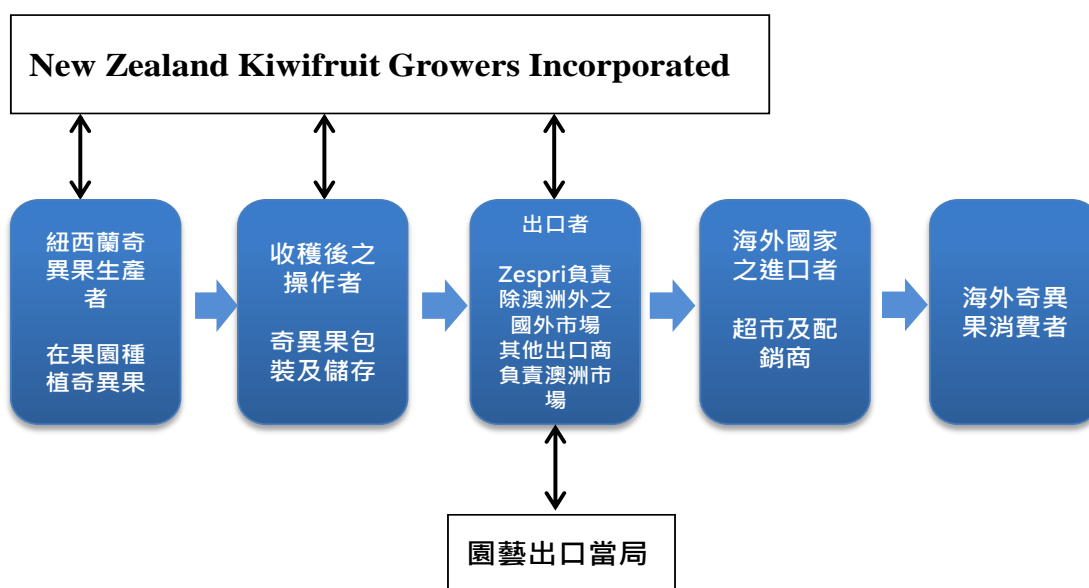 New Zealand Kiwifruit Growers Incorporated
紐西蘭奇
異果生產
者
在果園種
植奇異果
收穫後之
操作者
奇異果包
裝及儲存
出口者
Zespri負責
除澳洲外之
國外市場
其他出口商
負責澳洲市
場
海外國家
之進口者
超市及配
銷商
海外奇異
果消費者
園藝出口當局